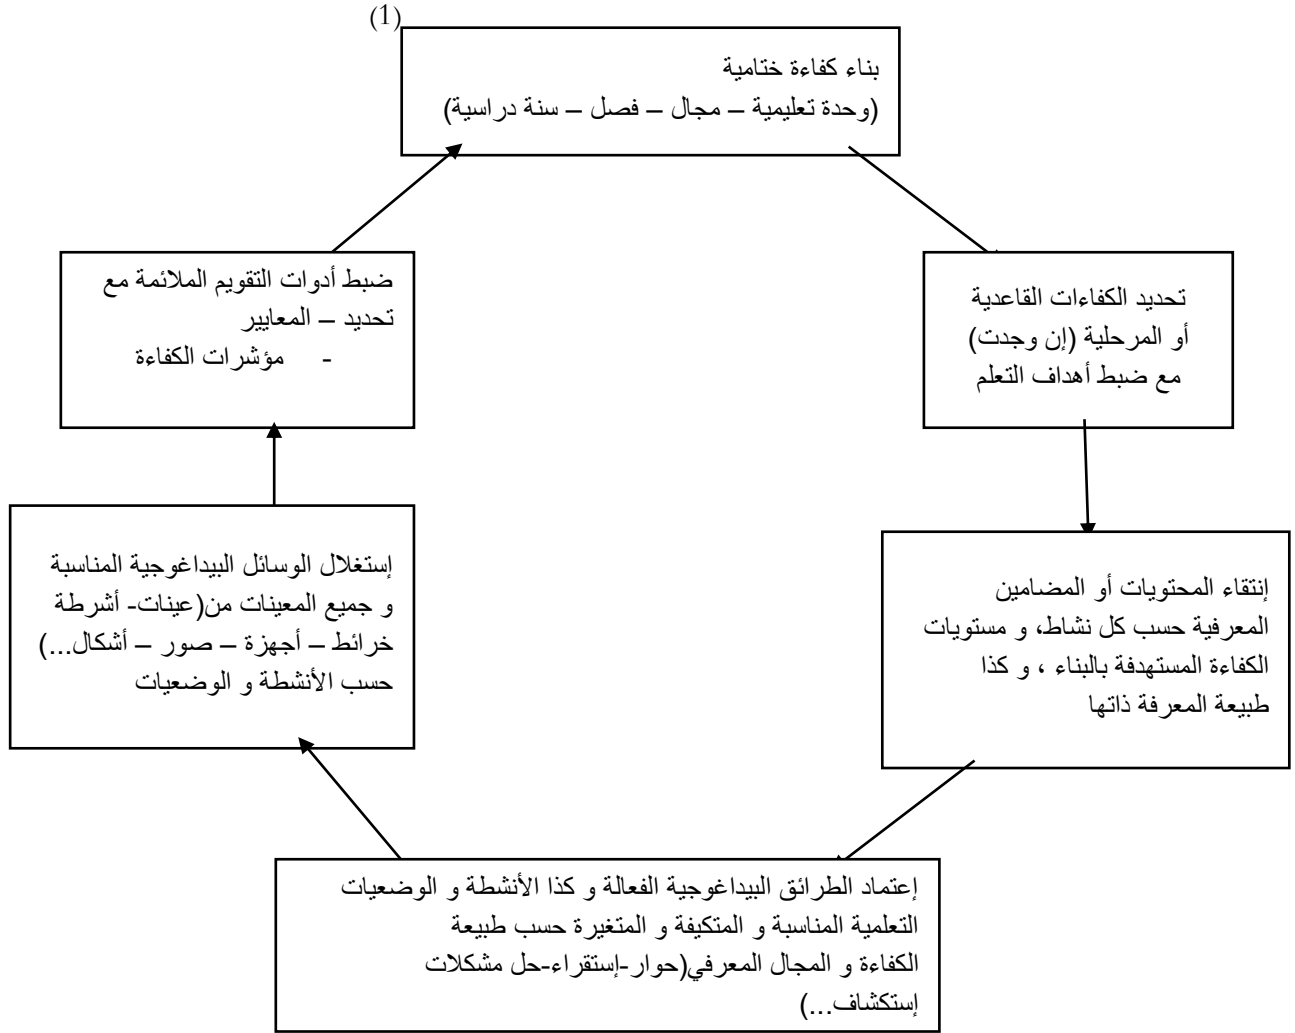 (1)
بناء كفاءة ختامية
(وحدة تعليمية – مجال – فصل – سنة دراسية)
تحديد الكفاءات القاعدية
أو المرحلية (إن وجدت)
مع ضبط أهداف التعلم
إنتقاء المحتويات أو المضامين
المعرفية حسب كل نشاط، و مستويات
الكفاءة المستهدفة بالبناء ، و كذا
طبيعة المعرفة ذاتها
إعتماد الطرائق البيداغوجية الفعالة و كذا الأنشطة و الوضعيات
التعلمية المناسبة و المتكيفة و المتغيرة حسب طبيعة
الكفاءة و المجال المعرفي(حوار-إستقراء-حل مشكلات
إستكشاف...)
إستغلال الوسائل البيداغوجية المناسبة
و جميع المعينات من(عينات- أشرطة
خرائط – أجهزة – صور – أشكال...)
حسب الأنشطة و الوضعيات
ضبط أدوات التقويم الملائمة مع
تحديد – المعايير
- مؤشرات الكفاءة